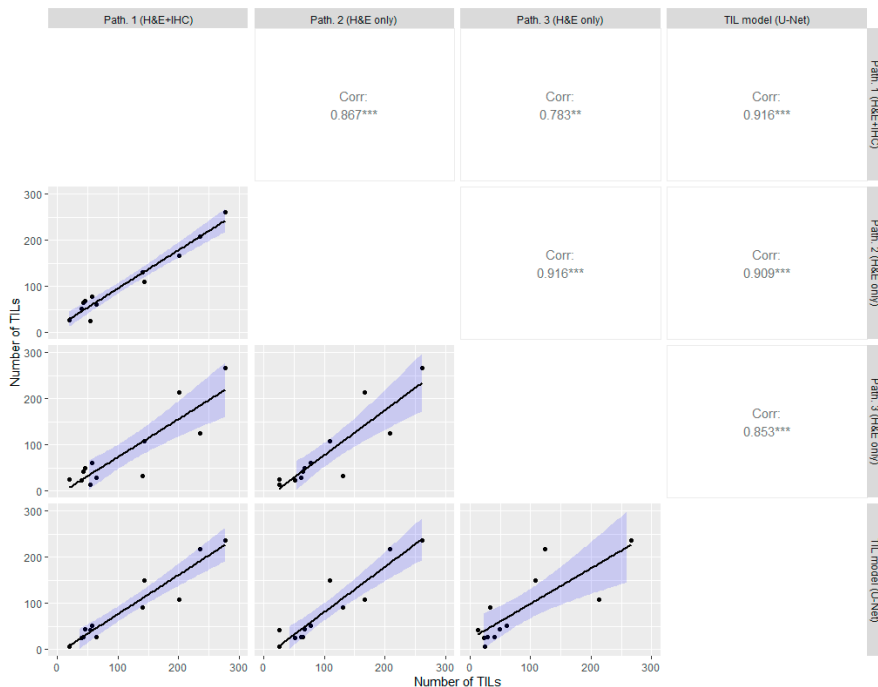 Path. 1 (H&E+IHC)
Path. 2 (H&E only)
Path. 3 (H&E only)
TIL model (U-Net)
Corr:
0.867***
Corr:
0.783**
Corr:
0.916***
Path. 1 (H&E+IHC)
300
200
100
0
Corr:
0.916***
Corr:
0.909***
Path. 2 (H&E only)
Number of TILs
300
200
100
0
Corr:
0.853***
Path. 3 (H&E only)
300
200
100
0
TIL model (U-Net)
0
100
200
300
0
100
200
300
0
100
200
300
Number of TILs